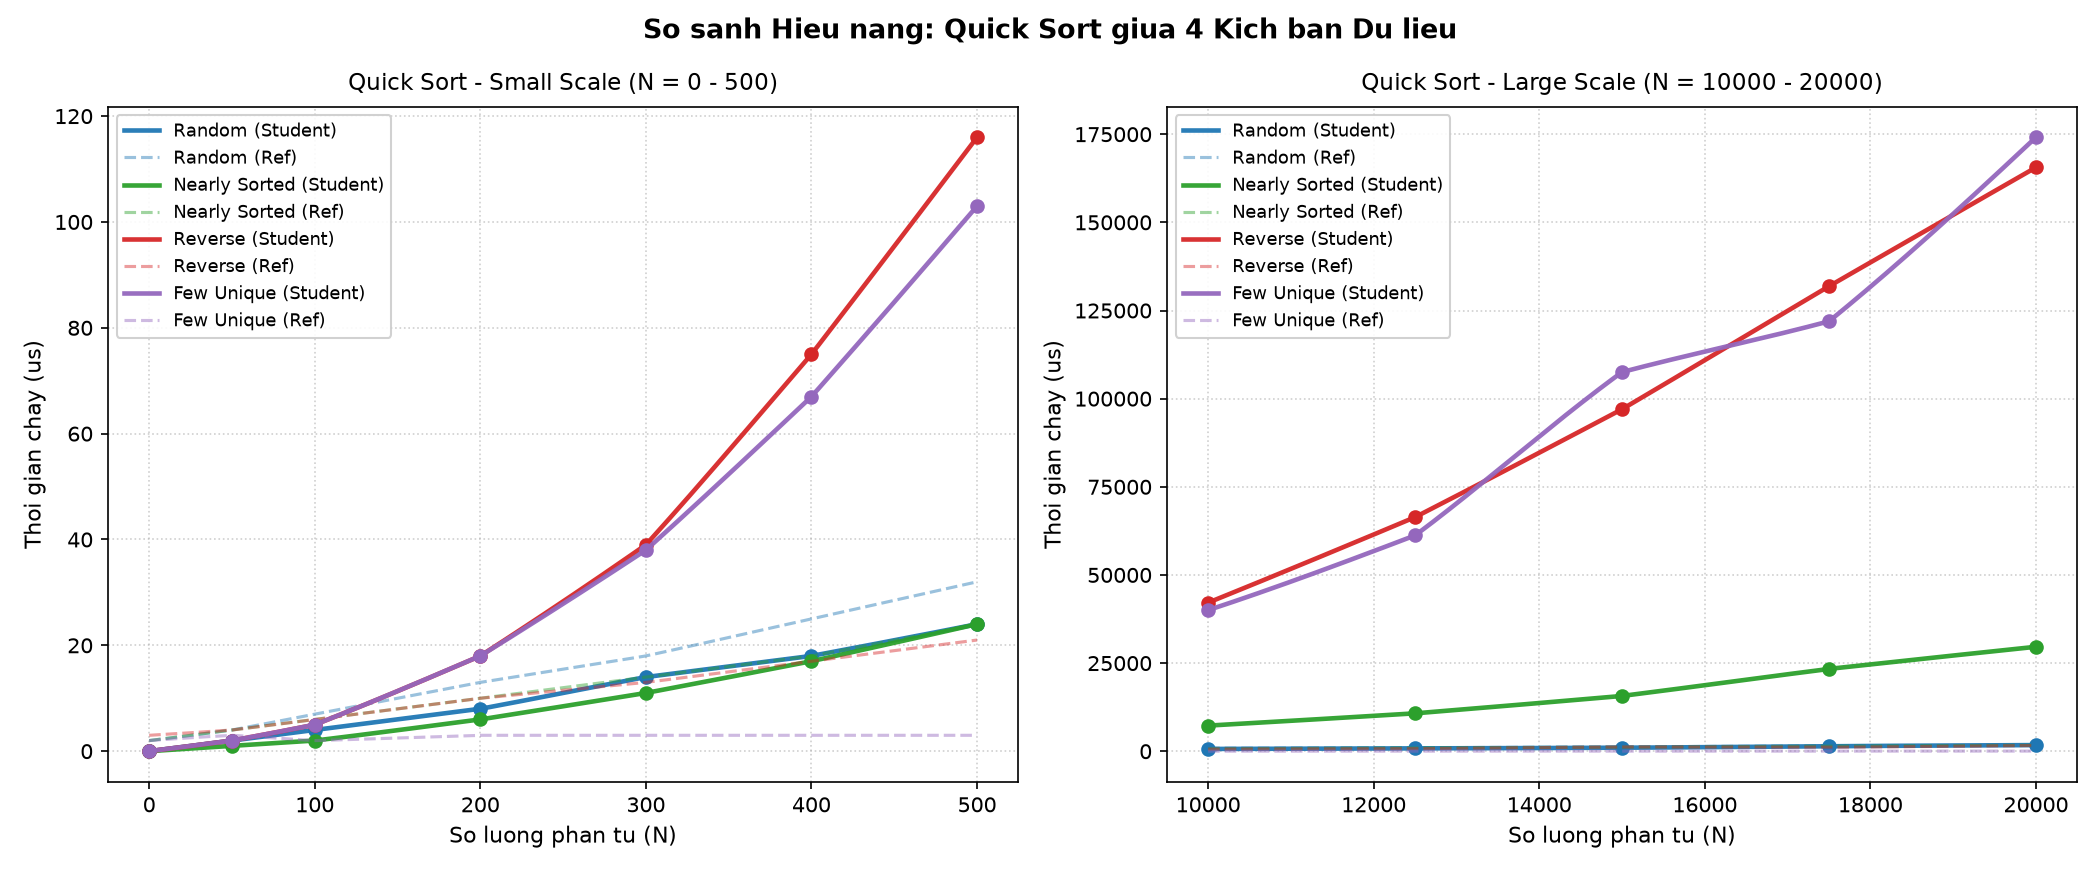 So sanh Hieu nang: Quick Sort giua 4 Kich ban Du lieu
Quick Sort - Small Scale (N = 0 - 500)
120
100
80
60
40
20
0
Thoi gian chay (us)
Random (Student)
Random (Ref)
Nearly Sorted (Student)
Nearly Sorted (Ref)
Reverse (Student)
Reverse (Ref)
Few Unique (Student)
Few Unique (Ref)
0 100 200 300 400 500
So luong phan tu (N)
Quick Sort - Large Scale (N = 10000 - 20000)
175000
150000
125000
100000
75000
50000
25000
0
Thoi gian chay (us)
Random (Student)
Random (Ref)
Nearly Sorted (Student)
Nearly Sorted (Ref)
Reverse (Student)
Reverse (Ref)
Few Unique (Student)
Few Unique (Ref)
10000 12000 14000 16000 18000 20000
So luong phan tu (N)